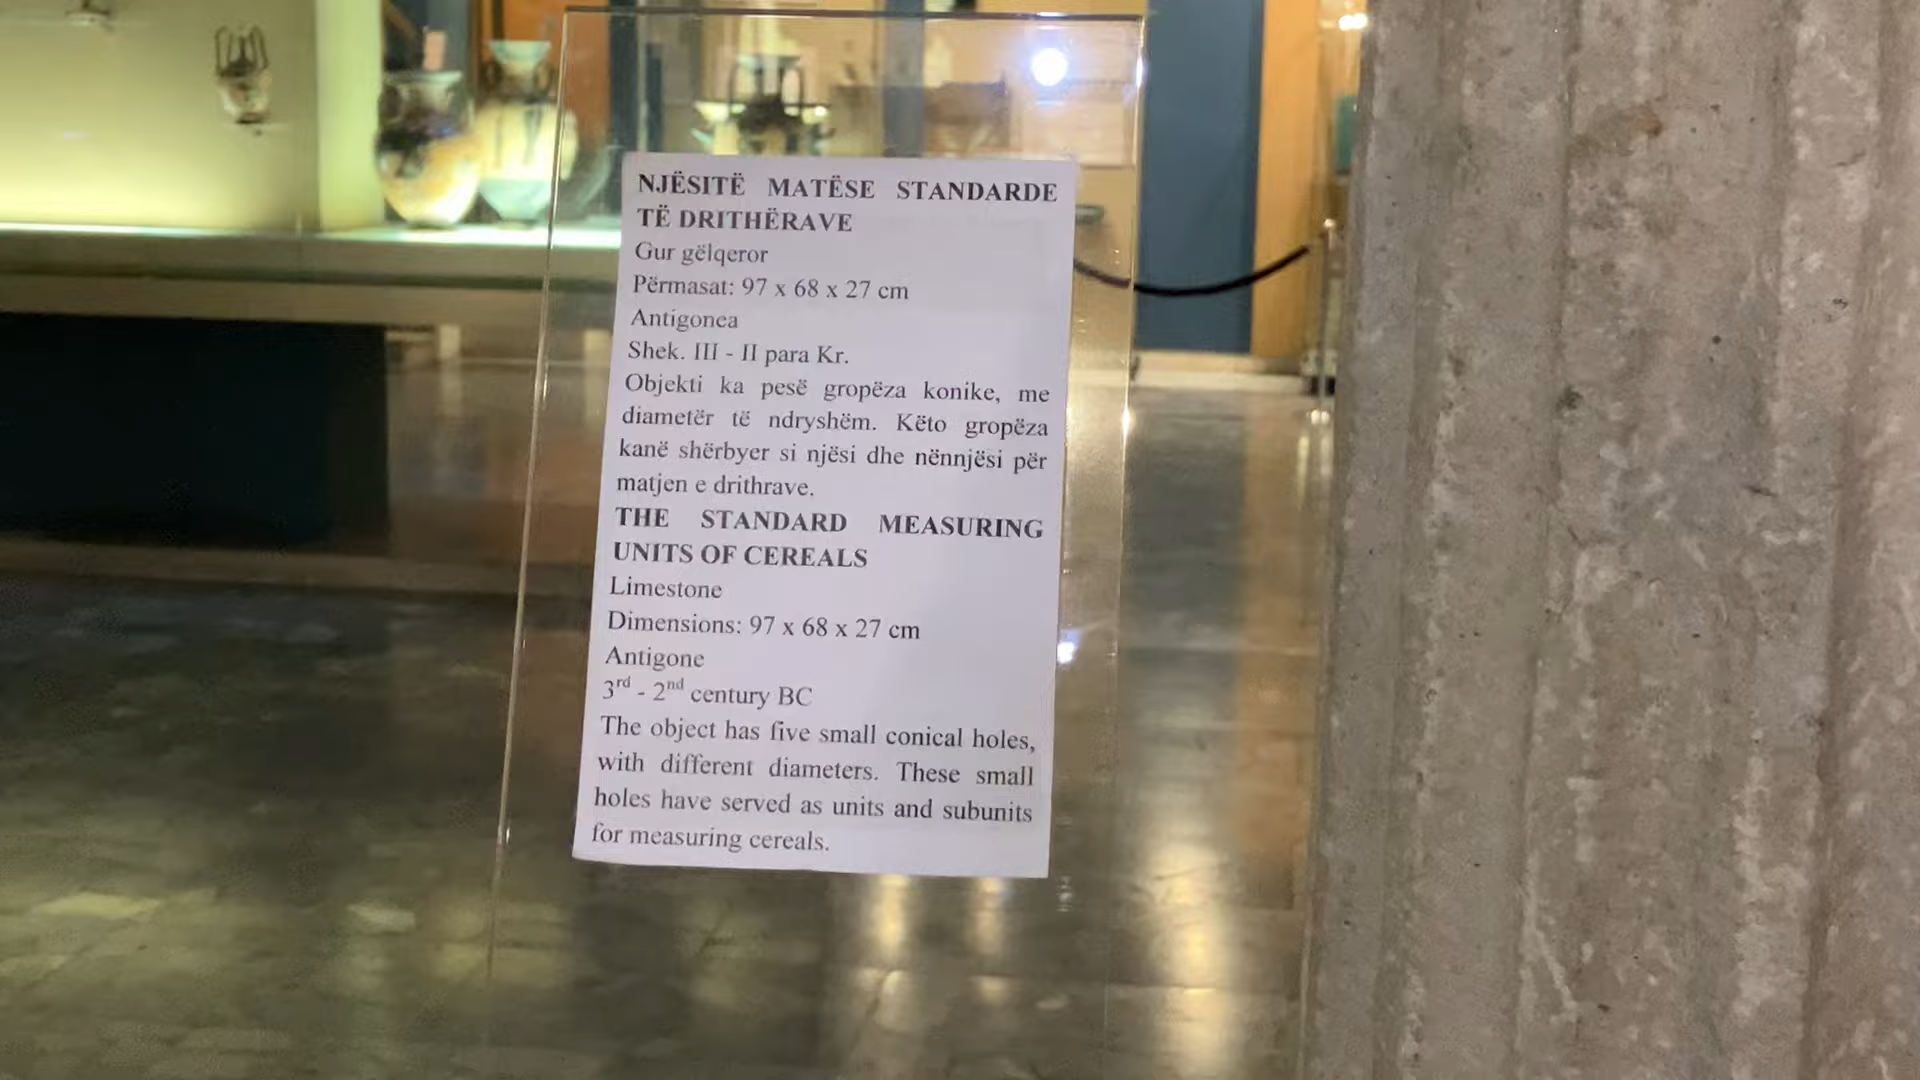 NJËSITË MATËSE STANDARDE
TË DRITHËRAVE
Gur gëlqeror
Përmasat: 97 x 68 x 27 cm
Antigonea
Shek. III - II para Kr.
Objekti ka pesë gropëza konike, me
diametër të ndryshëm. Këto gropëza
kanë shërbyer si njësi dhe nënnjësi për
matjen e drithrave.
THE STANDARD MEASURING
UNITS OF CEREALS
Limestone
Dimensions: 97 x 68 x 27 cm
Antigone
3rd - 2nd century BC
The object has five small conical holes,
with different diameters. These small
holes have served as units and subunits
for measuring cereals.